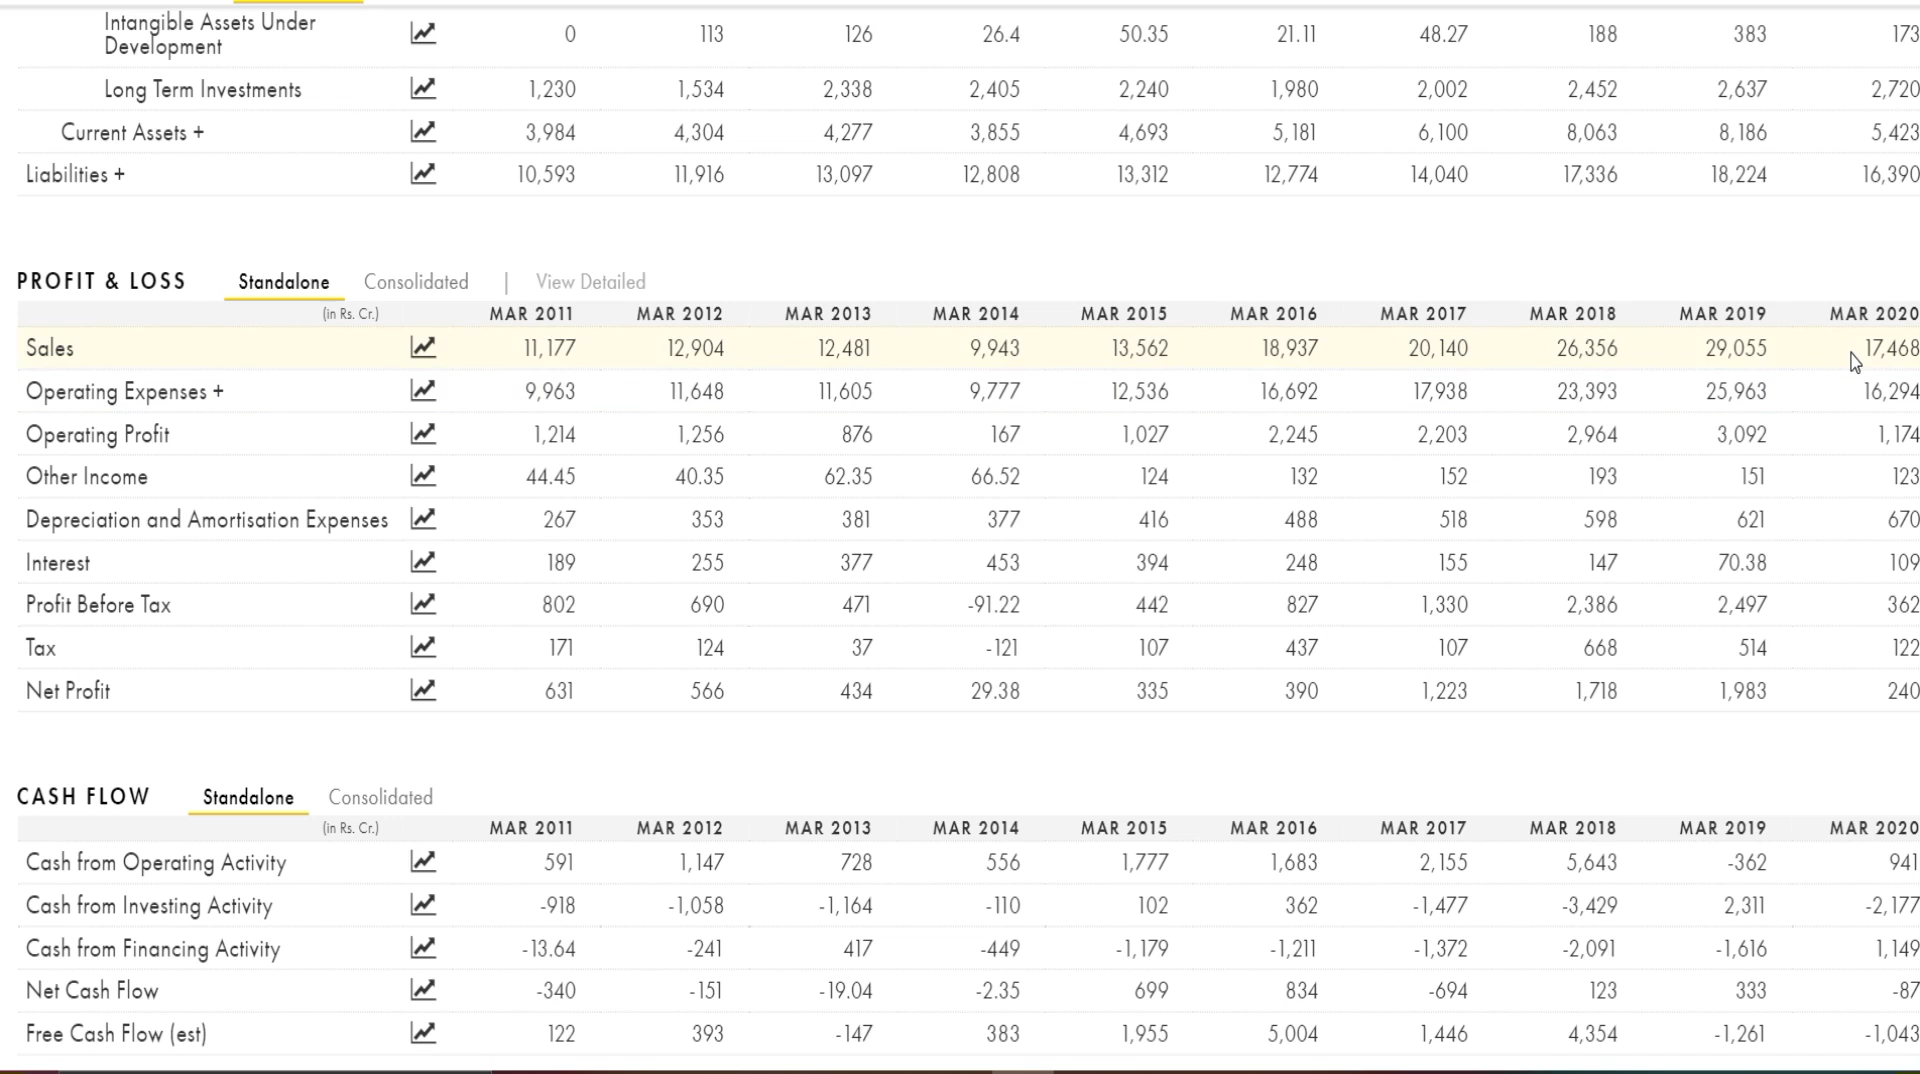 Intangible Assets Under
Development 0 113 126 26.4 50.35 21.11 48.27 188 383 173
Long Term Investments 1,230 1,534 2,338 2,405 2,240 1,980 2,002 2,452 2,637 2,720
Current Assets + 3,984 4,304 4,277 3,855 4,693 5,181 6,100 8,063 8,186 5,423
Liabilities + 10,593 11,916 13,097 12,808 13,312 12,774 14,040 17,336 18,224 16,390
PROFIT & LOSS Standalone Consolidated | View Detailed
(in Rs. Cr.) MAR 2011 MAR 2012 MAR 2013 MAR 2014 MAR 2015 MAR 2016 MAR 2017 MAR 2018 MAR 2019 MAR 2020
Sales 11,177 12,904 12,481 9,943 13,562 18,937 20,140 26,356 29,055 17,468
Operating Expenses + 9,963 11,648 11,605 9,777 12,536 16,692 17,938 23,393 25,963 16,294
Operating Profit 1,214 1,256 876 167 1,027 2,245 2,203 2,964 3,092 1,174
Other Income 44.45 40.35 62.35 66.52 124 132 152 193 151 123
Depreciation and Amortisation Expenses 267 353 381 377 416 488 518 598 621 670
Interest 189 255 377 453 394 248 155 147 70.38 109
Profit Before Tax 802 690 471 -91.22 442 827 1,330 2,386 2,497 362
Tax 171 124 37 -121 107 437 107 668 514 122
Net Profit 631 566 434 29.38 335 390 1,223 1,718 1,983 240
CASH FLOW Standalone Consolidated
(in Rs. Cr.) MAR 2011 MAR 2012 MAR 2013 MAR 2014 MAR 2015 MAR 2016 MAR 2017 MAR 2018 MAR 2019 MAR 2020
Cash from Operating Activity 591 1,147 728 556 1,777 1,683 2,155 5,643 -362 941
Cash from Investing Activity -918 -1,058 -1,164 -110 102 362 -1,477 -3,429 2,311 -2,177
Cash from Financing Activity -13.64 -241 417 -449 -1,179 -1,211 -1,372 -2,091 -1,616 1,149
Net Cash Flow -340 -151 -19.04 -2.35 699 834 -694 123 333 -87
Free Cash Flow (est) 122 393 -147 383 1,955 5,004 1,446 4,354 -1,261 -1,043